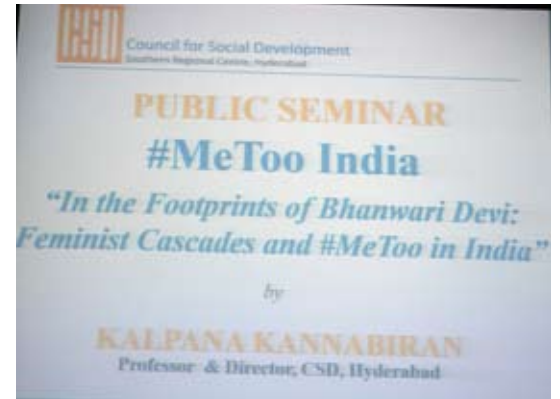 CSD
Council for Social Development
Southern Regional Centre, Hyderabad
PUBLIC SEMINAR
#MeToo India
“In the Footprints of Bhanwari Devi:
Feminist Cascades and #MeToo in India”
by
KALPANA KANNABIRAN
Professor & Director, CSD, Hyderabad